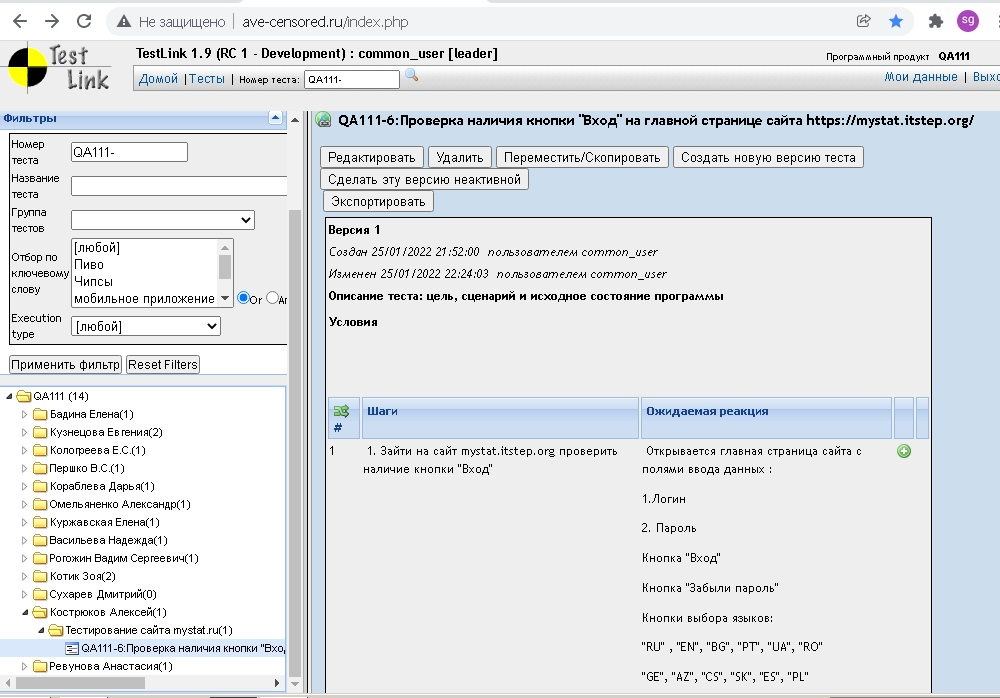 Не защищено ave-censored.ru/index.php
sg
Test Link
TestLink 1.9 (RC 1 - Development) : common_user [leader]
Программный продукт QA111
Домой | Тесты | Номер теста: QA111-
Мои данные |
Фильтры
Номер теста QA111-
Название теста
Группа тестов
Отбор по ключевому слову
[любой]
Пиво
Чипсы
мобильное приложение
Or
Execution type [любой]
Применить фильтр Reset Filters
QA111 (14)
Бадина Елена(1)
Кузнецова Евгения(2)
Кологреева Е.С.(1)
Першко В.С.(1)
Кораблева Дарья(1)
Омельяненко Александр(1)
Куржавская Елена(1)
Васильева Надежда(1)
Рогожин Вадим Сергеевич(1)
Котик Зоя(2)
Сухарев Дмитрий(0)
Кострюков Алексей(1)
Тестирование сайта mystat.ru(1)
QA111-6:Проверка наличия кнопки "Вхо
Ревунова Анастасия(1)
QA111-6:Проверка наличия кнопки "Вход" на главной странице сайта https://mystat.itstep.org/
Редактировать Удалить Переместить/Скопировать Создать новую версию теста
Сделать эту версию неактивной
Экспортировать
Версия 1
Создан 25/01/2022 21:52:00 пользователем common_user
Изменен 25/01/2022 22:24:03 пользователем common_user
Описание теста: цель, сценарий и исходное состояние программы
Условия
# Шаги Ожидаемая реакция
1 1. Зайти на сайт mystat.itstep.org проверить
наличие кнопки "Вход"
Открывается главная страница сайта с
полями ввода данных :
1.Логин
2. Пароль
Кнопка "Вход"
Кнопка "Забыли пароль"
Кнопки выбора языков:
"RU" , "EN", "BG", "PT", "UA", "RO"
"GE", "AZ", "CS", "SK", "ES", "PL"